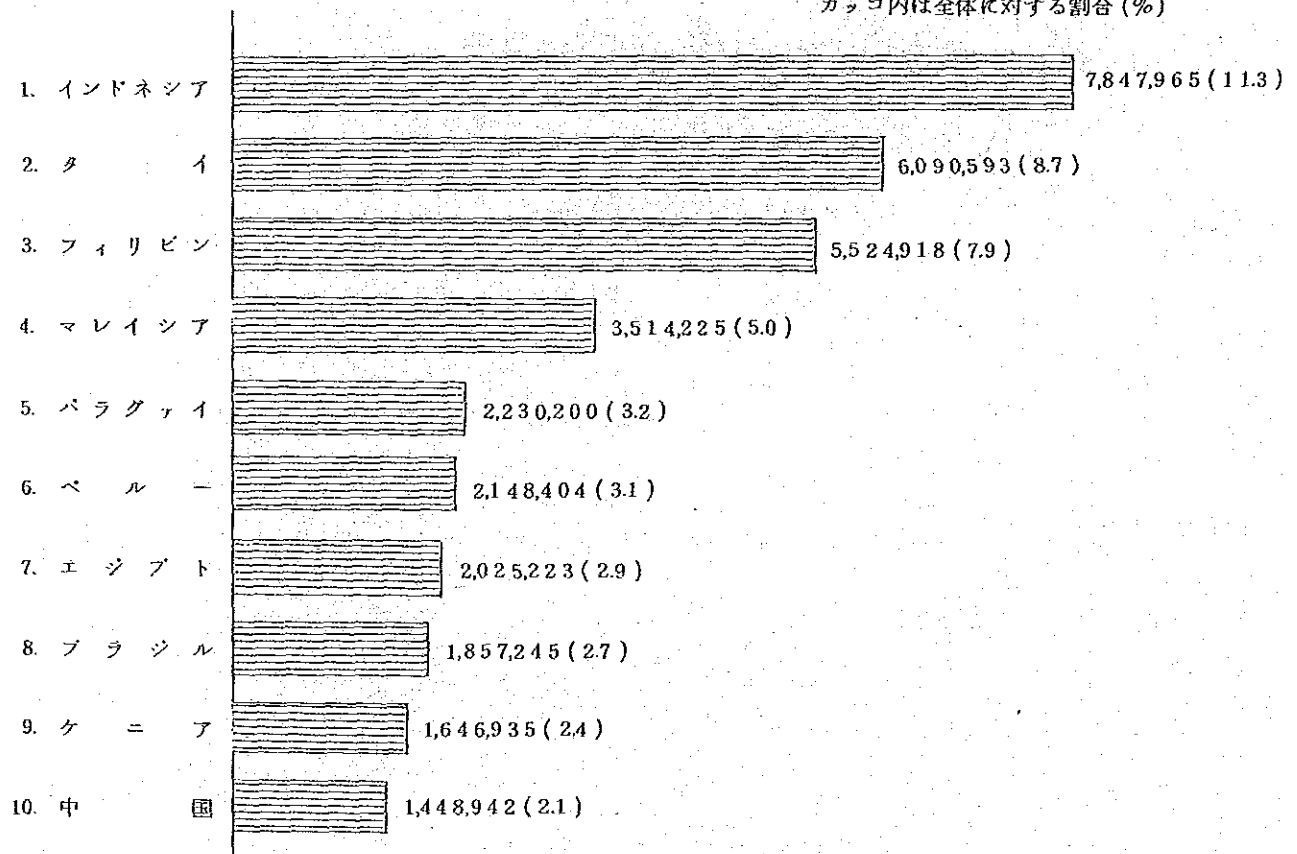 カッコ内は全体に対する割合(%)
1. インドネシア 7,847,965(11.3)
2. タイ 6,090,593(8.7)
3. フィリピン 5,524,918(7.9)
4. マレイシア 3,514,225(5.0)
5. パラグァイ 2,230,200(3.2)
6. ペルー 2,148,404(3.1)
7. エジプト 2,025,223(2.9)
8. ブラジル 1,857,245(2.7)
9. ケニア 1,646,935(2.4)
10. 中国 1,448,942(2.1)